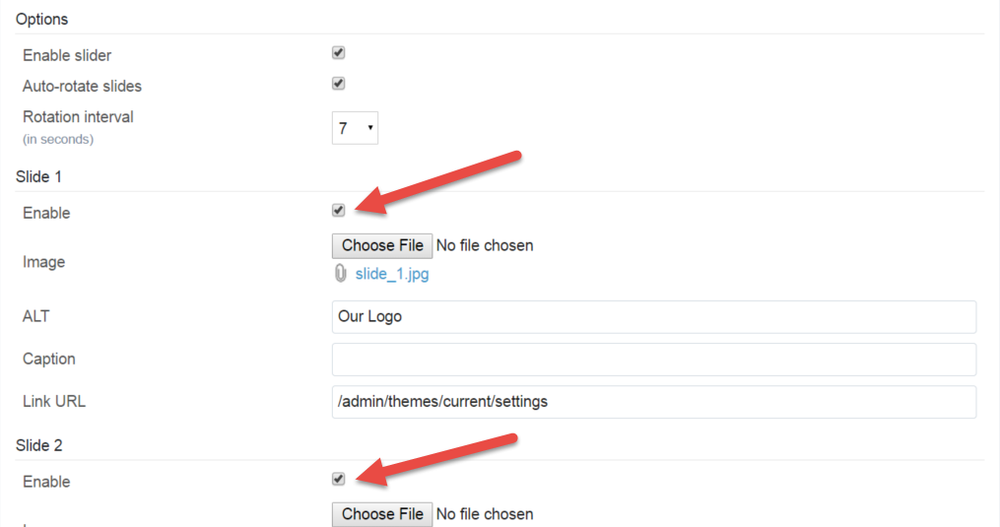 Options
Enable slider
Auto-rotate slides
Rotation interval
(in seconds)
7
Slide 1
Enable
Choose File No file chosen
Image
slide_1.jpg
ALT Our Logo
Caption
Link URL /admin/themes/current/settings
Slide 2
Enable
Choose File No file chosen